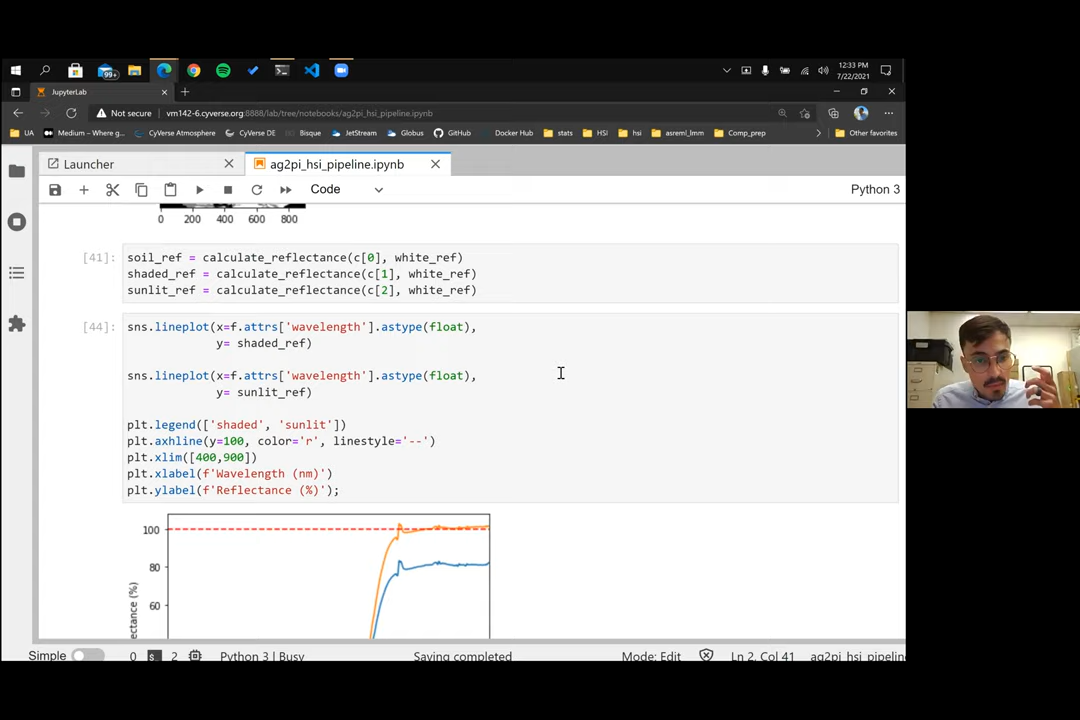 99+
12:33 PM
7/22/2021
JupyterLab
Not secure | vm142-6.cyverse.org:8888/lab/tree/notebooks/ag2pi_hsi_pipeline.ipynb
UA
Medium – Where g...
CyVerse Atmosphere
CyVerse DE
Bisque
JetStream
Globus
GitHub
Docker Hub
stats
HSI
hsi
asreml_lmm
Comp_prep
Other favorites
Launcher
ag2pi_hsi_pipeline.ipynb
Code
Python 3
0 200 400 600 800
[41]:
soil_ref = calculate_reflectance(c[0], white_ref)
shaded_ref = calculate_reflectance(c[1], white_ref)
sunlit_ref = calculate_reflectance(c[2], white_ref)
[44]:
sns.lineplot(x=f.attrs['wavelength'].astype(float),
y= shaded_ref)
sns.lineplot(x=f.attrs['wavelength'].astype(float),
y= sunlit_ref)
plt.legend(['shaded', 'sunlit'])
plt.axhline(y=100, color='r', linestyle='--')
plt.xlim([400,900])
plt.xlabel(f'Wavelength (nm)')
plt.ylabel(f'Reflectance (%)');
100
80
60
ectance (%)
Simple
0
$_
2
Python 3 | Busy
Saving completed
Mode: Edit
Ln 2, Col 41
ag2pi_hsi_pipelin